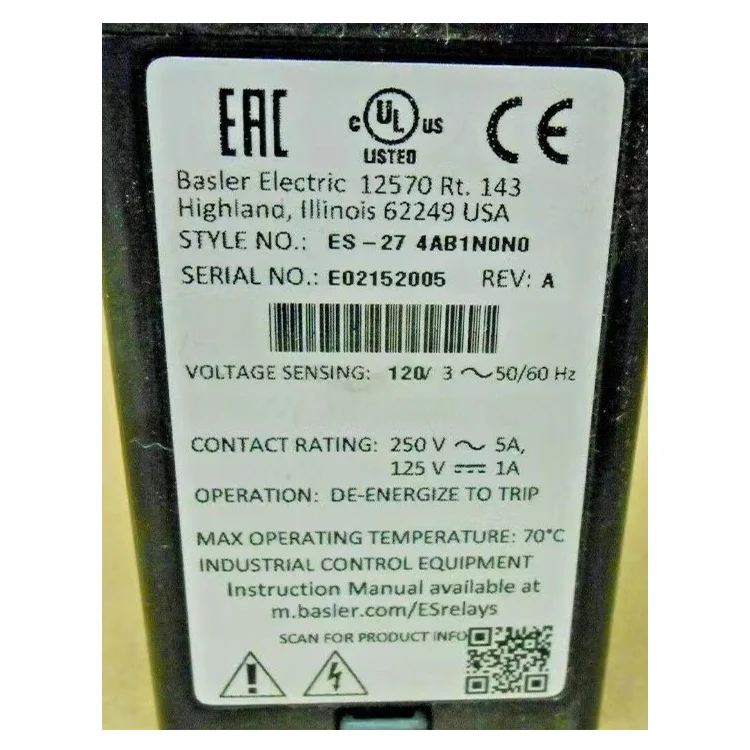 EAC c UL us CE
LISTED
Basler Electric 12570 Rt. 143
Highland, Illinois 62249 USA
STYLE NO.: ES-27 4AB1N0N0
SERIAL NO.: E02152005 REV: A
VOLTAGE SENSING: 120/ 3 ～50/60 Hz
CONTACT RATING: 250 V ～ 5A,
125 V ⎓ 1A
OPERATION: DE-ENERGIZE TO TRIP
MAX OPERATING TEMPERATURE: 70°C
INDUSTRIAL CONTROL EQUIPMENT
Instruction Manual available at
m.basler.com/ESrelays
SCAN FOR PRODUCT INFO